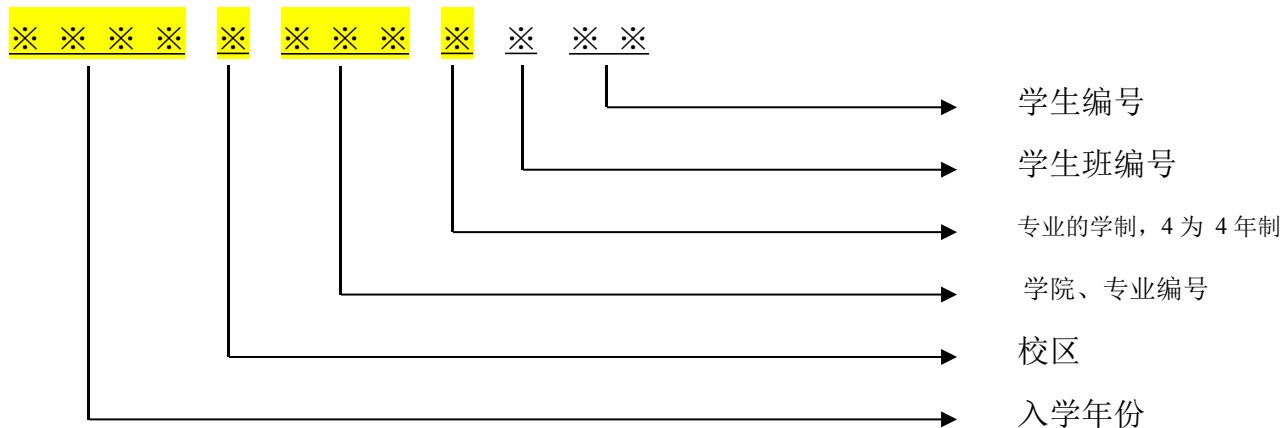 ※ ※ ※ ※ ※ ※ ※ ※ ※ ※ ※ ※
学生编号
学生班编号
专业的学制，4 为 4 年制
学院、专业编号
校区
入学年份